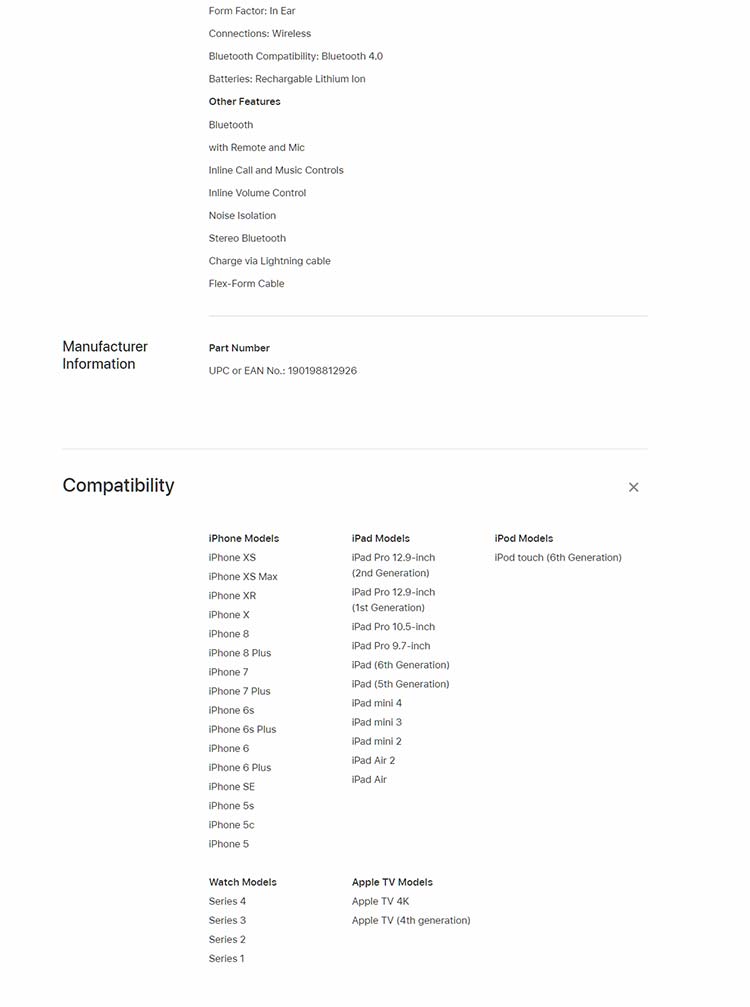 Form Factor: In Ear
Connections: Wireless
Bluetooth Compatibility: Bluetooth 4.0
Batteries: Rechargable Lithium Ion
Other Features
Bluetooth
with Remote and Mic
Inline Call and Music Controls
Inline Volume Control
Noise Isolation
Stereo Bluetooth
Charge via Lightning cable
Flex-Form Cable
Manufacturer
Information
Part Number
UPC or EAN No.: 190198812926
Compatibility
iPhone Models
iPhone XS
iPhone XS Max
iPhone XR
iPhone X
iPhone 8
iPhone 8 Plus
iPhone 7
iPhone 7 Plus
iPhone 6s
iPhone 6s Plus
iPhone 6
iPhone 6 Plus
iPhone SE
iPhone 5s
iPhone 5c
iPhone 5
iPad Models
iPad Pro 12.9-inch
(2nd Generation)
iPad Pro 12.9-inch
(1st Generation)
iPad Pro 10.5-inch
iPad Pro 9.7-inch
iPad (6th Generation)
iPad (5th Generation)
iPad mini 4
iPad mini 3
iPad mini 2
iPad Air 2
iPad Air
iPod Models
iPod touch (6th Generation)
Watch Models
Series 4
Series 3
Series 2
Series 1
Apple TV Models
Apple TV 4K
Apple TV (4th generation)